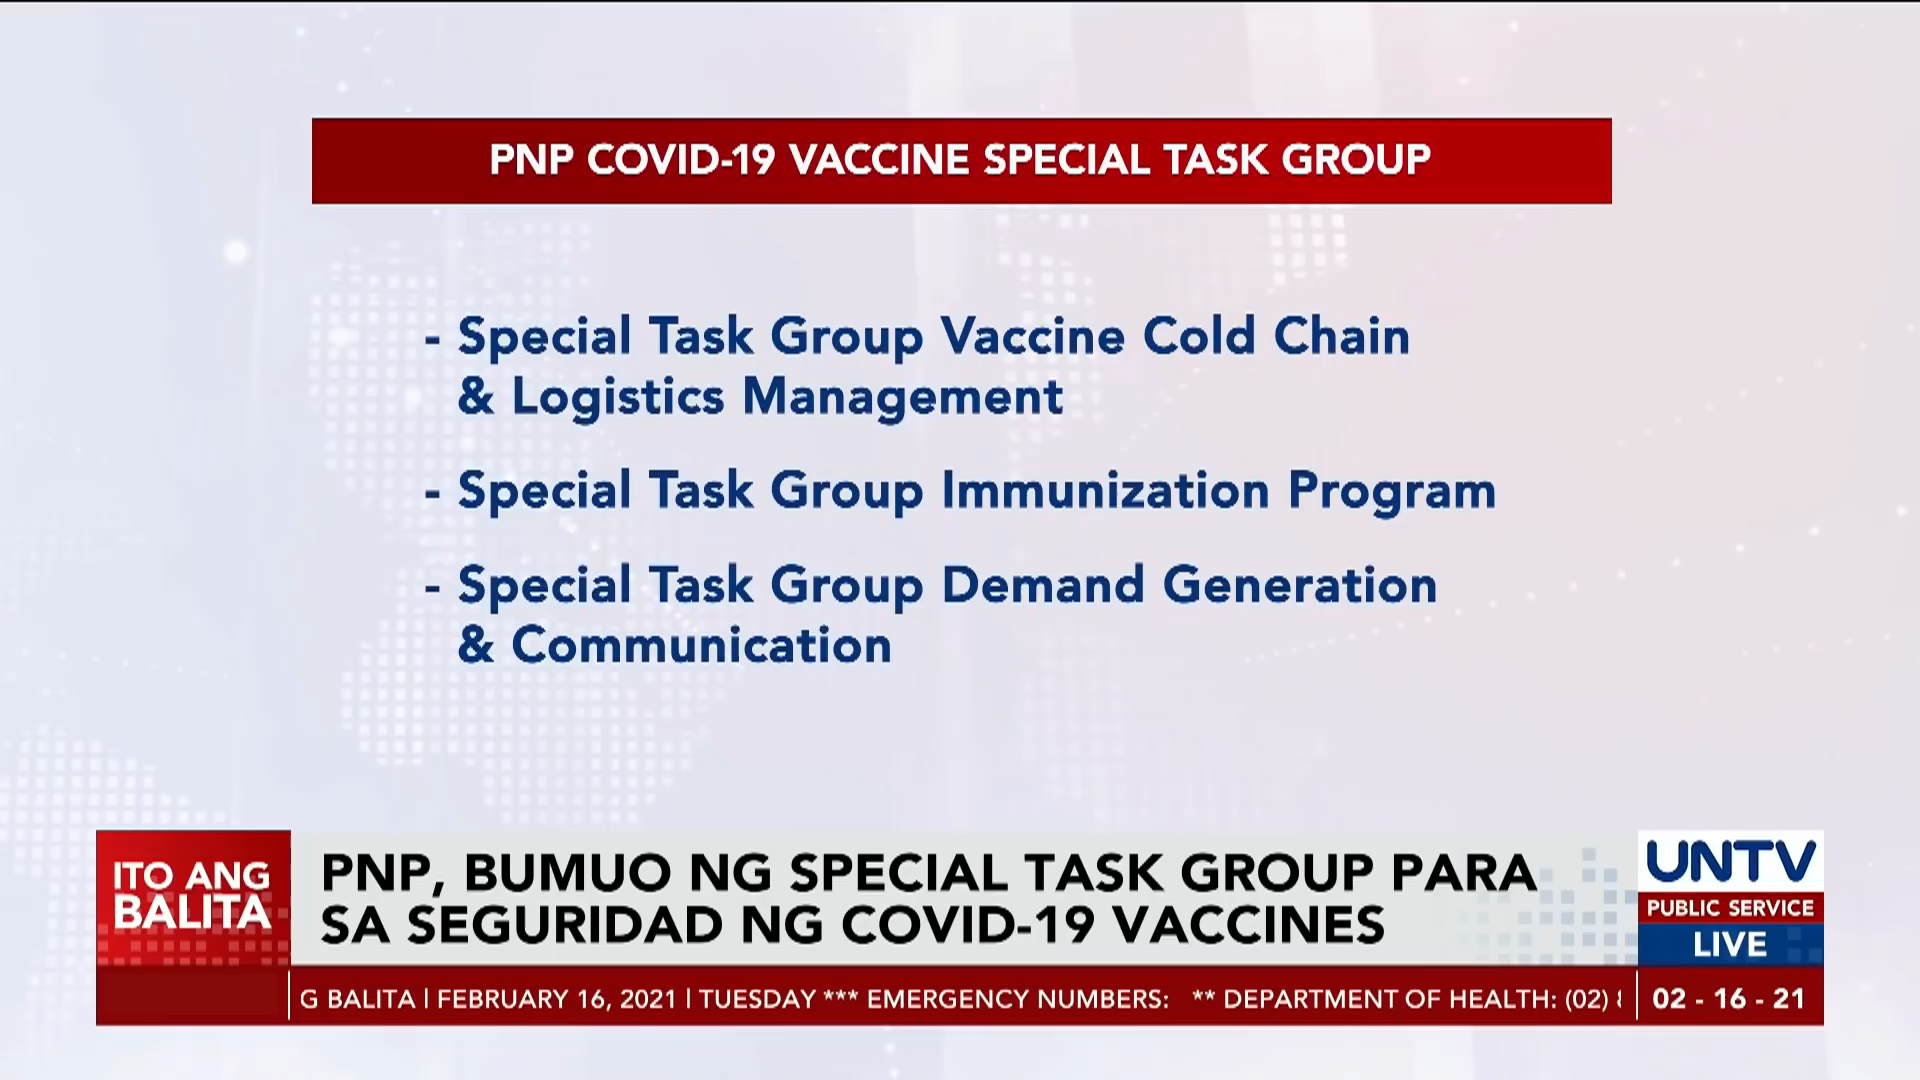 PNP COVID-19 VACCINE SPECIAL TASK GROUP
- Special Task Group Vaccine Cold Chain
& Logistics Management
- Special Task Group Immunization Program
- Special Task Group Demand Generation
& Communication
ITO ANG
BALITA
PNP, BUMUO NG SPECIAL TASK GROUP PARA
SA SEGURIDAD NG COVID-19 VACCINES
UNTV
PUBLIC SERVICE
LIVE
G BALITA | FEBRUARY 16, 2021 | TUESDAY *** EMERGENCY NUMBERS: ** DEPARTMENT OF HEALTH: (02)
02 - 16 - 21